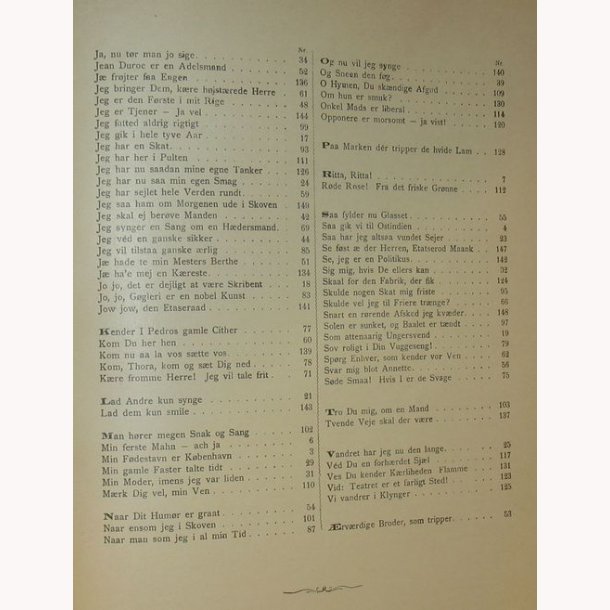 Nr.
Ja, nu tør man jo sige 34
Jean Duroc er en Adelsmand 52
Jæ frøjter faa Engen 136
Jeg bringer Dem, kære højstærede Herre 61
Jeg er den Første i mit Rige 48
Jeg er Tjener — Ja vel 144
Jeg fatted aldrig rigtigt 99
Jeg gik i hele tyve Aar 17
Jeg har en Skat 93
Jeg har her i Pulten 111
Jeg har nu saadan mine egne Tanker 126
Jeg har nu saa min egen Smag 24
Jeg har sejlet hele Verden rundt 59
Jeg saa ham om Morgenen ude i Skoven 149
Jeg skal ej berøve Manden 42
Jeg synger en Sang om en Hædersmand 69
Jeg véd en ganske sikker 44
Jeg vil tilstaa ganske ærlig 85
Jæ hade te min Mesters Berthe 51
Jæ ha'e mej en Kæreste 134
Jo jo, det er dejligt at være Skribent 18
Jo, jo, Gøgleri er en nobel Kunst 83
Jow jow, den Etaseraad 141
Kender I Pedros gamle Cither 77
Kom Du her hen 60
Kom nu aa la vos sætte vos 139
Kom, Thora, kom og sæt Dig ned 78
Kære fromme Herre! Jeg vil tale frit 71
Lad Andre kun synge 21
Lad dem kun smile 143
Man hører megen Snak og Sang 102
Min første Mahn — ach ja 6
Min Fødestavn er København 3
Min gamle Faster talte tidt 29
Min Moder, imens jeg var liden 31
Mærk Dig vel, min Ven 110
Naar Dit Humør er graat 54
Naar ensom jeg i Skoven 101
Naar man som jeg i al min Tid 87
Nr.
Og nu vil jeg synge 140
Og Sneen den føg 39
O Hymen, Du skændige Afgud 109
Om hun er smuk? 130
Onkel Mads er liberal 114
Opponere er morsomt — ja vist! 120
Paa Marken dér tripper de hvide Lam 128
Ritta, Ritta! 7
Røde Rose! Fra det friske Grønne 112
Saa fylder nu Glasset 55
Saa gik vi til Ostindien 4
Saa har jeg altsaa vundet Sejer 23
Se føst æ der Herren, Etatserod Maank 147
Se, jeg er en Politikus 142
Sig mig, hvis De ellers kan 32
Skaal for den Fabrik, der fik 124
Skulde nogen Skat mig friste 95
Skulde vel jeg til Friere trænge? 66
Snart en rørende Afsked jeg kvæder 148
Solen er sunket, og Baalet er tændt 97
Som attenaarig Ungersvend 19
Sov roligt i Din Vuggeseng! 79
Spørg Enhver, som kender vor Ven 62
Svar mig blot Annette 56
Søde Smaa! Hvis I er de Svage 75
Tro Du mig, om en Mand 103
Tvende Veje skal der være 137
Vandret har jeg nu den lange 25
Véd Du en forhærdet Sjæl 117
Ves Du kender Kærlieheden Flamme 131
Vid: Teatret er et farligt Sted! 123
Vi vandrer i Klynger 125
Ærværdige Broder, som tripper 53